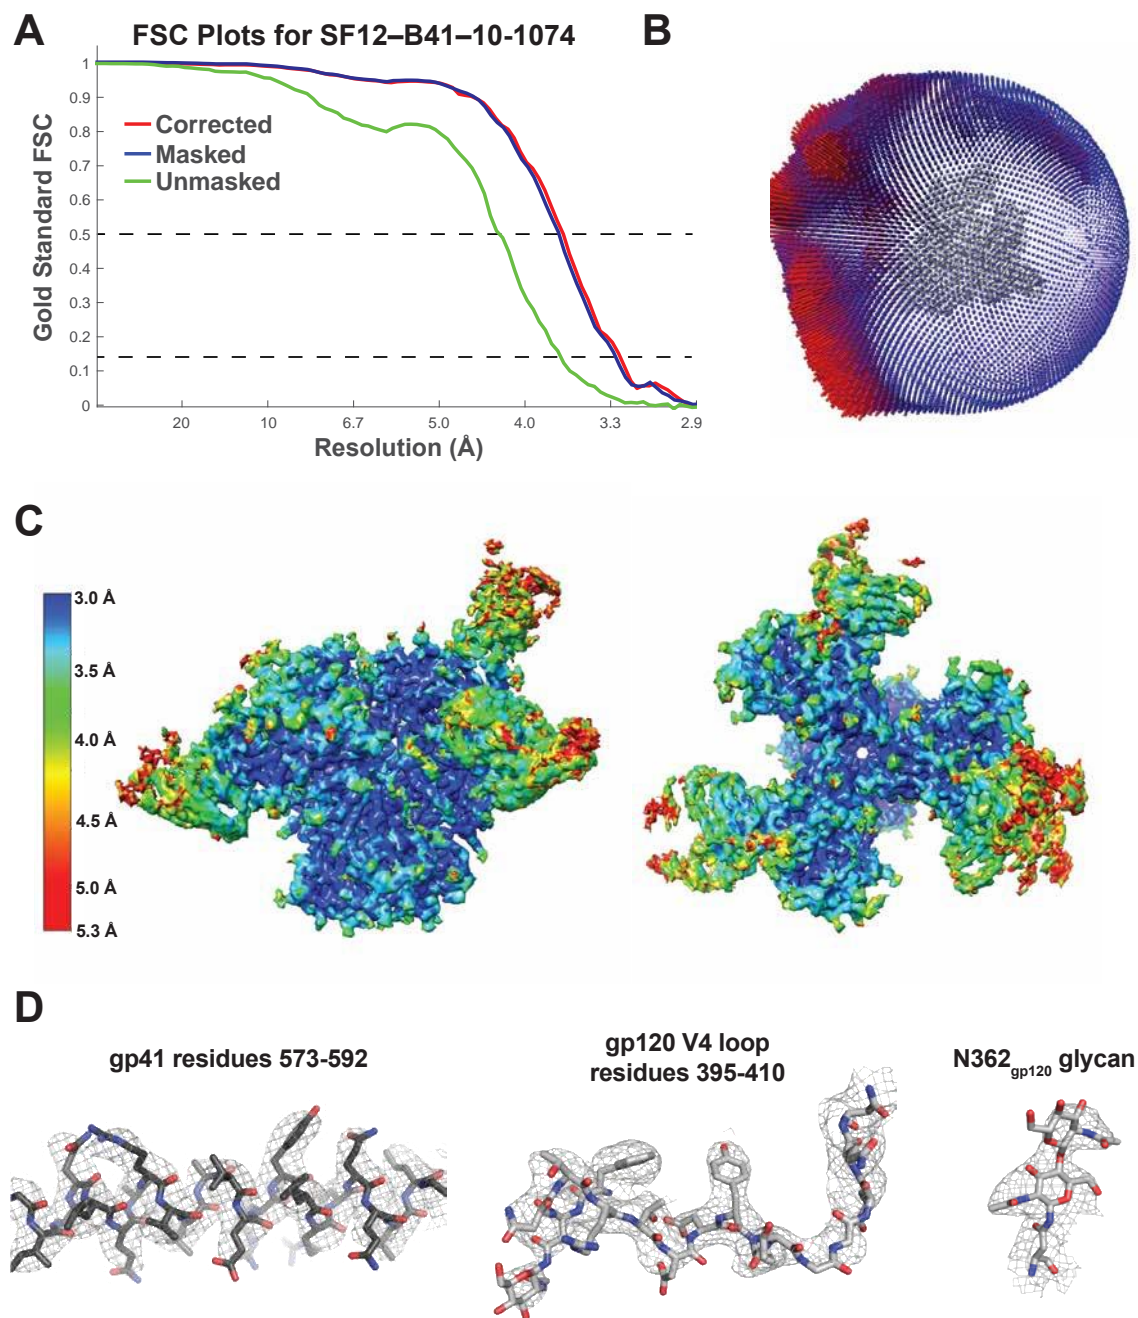 A
FSC Plots for SF12–B41–10-1074
B
Gold Standard FSC
1
0.9
0.8
0.7
0.6
0.5
0.4
0.3
0.2
0.1
0
Corrected
Masked
Unmasked
20
10
6.7
5.0
4.0
3.3
2.9
Resolution (Å)
C
3.0 Å
3.5 Å
4.0 Å
4.5 Å
5.0 Å
5.3 Å
D
gp41 residues 573-592
gp120 V4 loop
residues 395-410
N362gp120 glycan